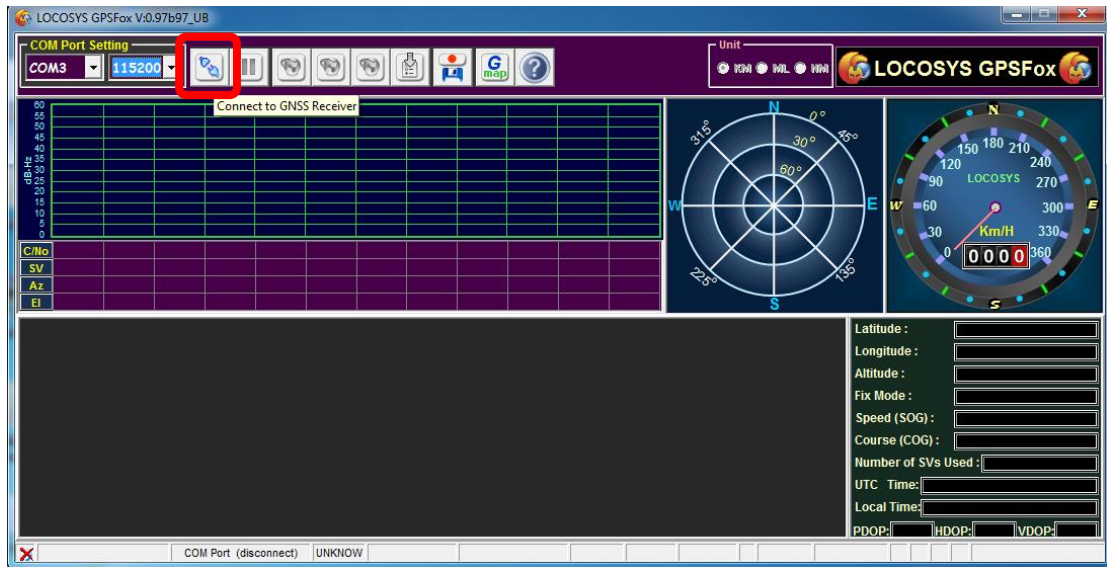 LOCOSYS GPSFox V:0.97b97_UB
COM Port Setting
COM3 115200
G map
?
Unit
KM ML NM
LOCOSYS GPSFox
Connect to GNSS Receiver
60
55
50
45
40
35
30
25
20
15
10
5
0
dB-Hz
C/No
SV
Az
El
N
0°
315° 30° 45°
60°
W E
225° 135°
S
N
150 180 210
120 240
90 LOCOSYS 270
W 60 300 E
30 Km/H 330
0 0000 360
S
Latitude :
Longitude :
Altitude :
Fix Mode :
Speed (SOG) :
Course (COG) :
Number of SVs Used :
UTC Time:
Local Time:
PDOP: HDOP: VDOP:
COM Port (disconnect) UNKNOW